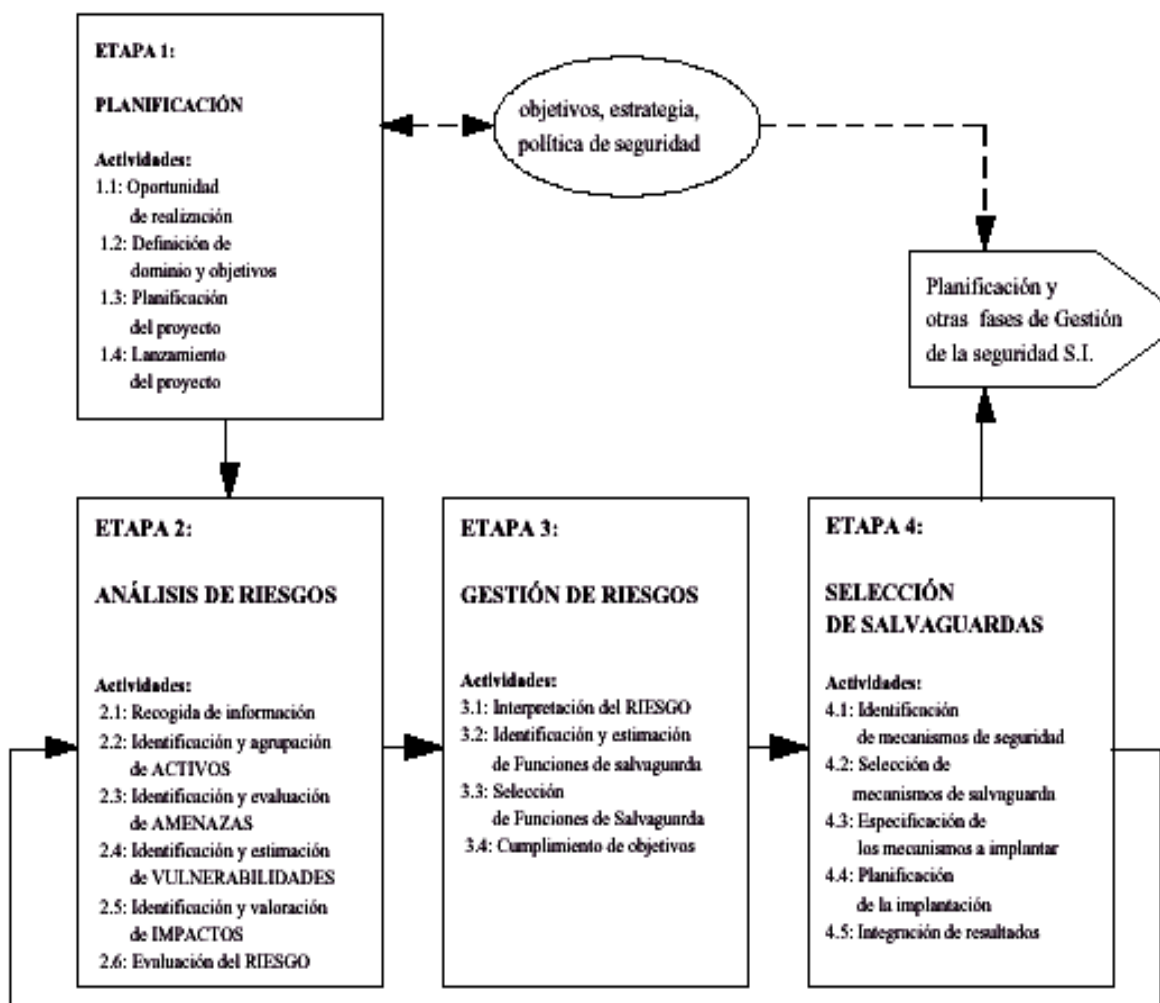 ETAPA 1:
PLANIFICACIÓN
Actividades:
1.1: Oportunidad
de realización
1.2: Definición de
dominio y objetivos
1.3: Planificación
del proyecto
1.4: Lanzamiento
del proyecto
objetivos, estrategia,
política de seguridad
Planificación y
otras fases de Gestión
de la seguridad S.I.
ETAPA 2:
ANÁLISIS DE RIESGOS
Actividades:
2.1: Recogida de información
2.2: Identificación y agrupación
de ACTIVOS
2.3: Identificación y evaluación
de AMENAZAS
2.4: Identificación y estimación
de VULNERABILIDADES
2.5: Identificación y valoración
de IMPACTOS
2.6: Evaluación del RIESGO
ETAPA 3:
GESTIÓN DE RIESGOS
Actividades:
3.1: Interpretación del RIESGO
3.2: Identificación y estimación
de Funciones de salvaguarda
3.3: Selección
de Funciones de Salvaguarda
3.4: Cumplimiento de objetivos
ETAPA 4:
SELECCIÓN
DE SALVAGUARDAS
Actividades:
4.1: Identificación
de mecanismos de seguridad
4.2: Selección de
mecanismos de salvaguarda
4.3: Especificación de
los mecanismos a implantar
4.4: Planificación
de la implantación
4.5: Integración de resultados